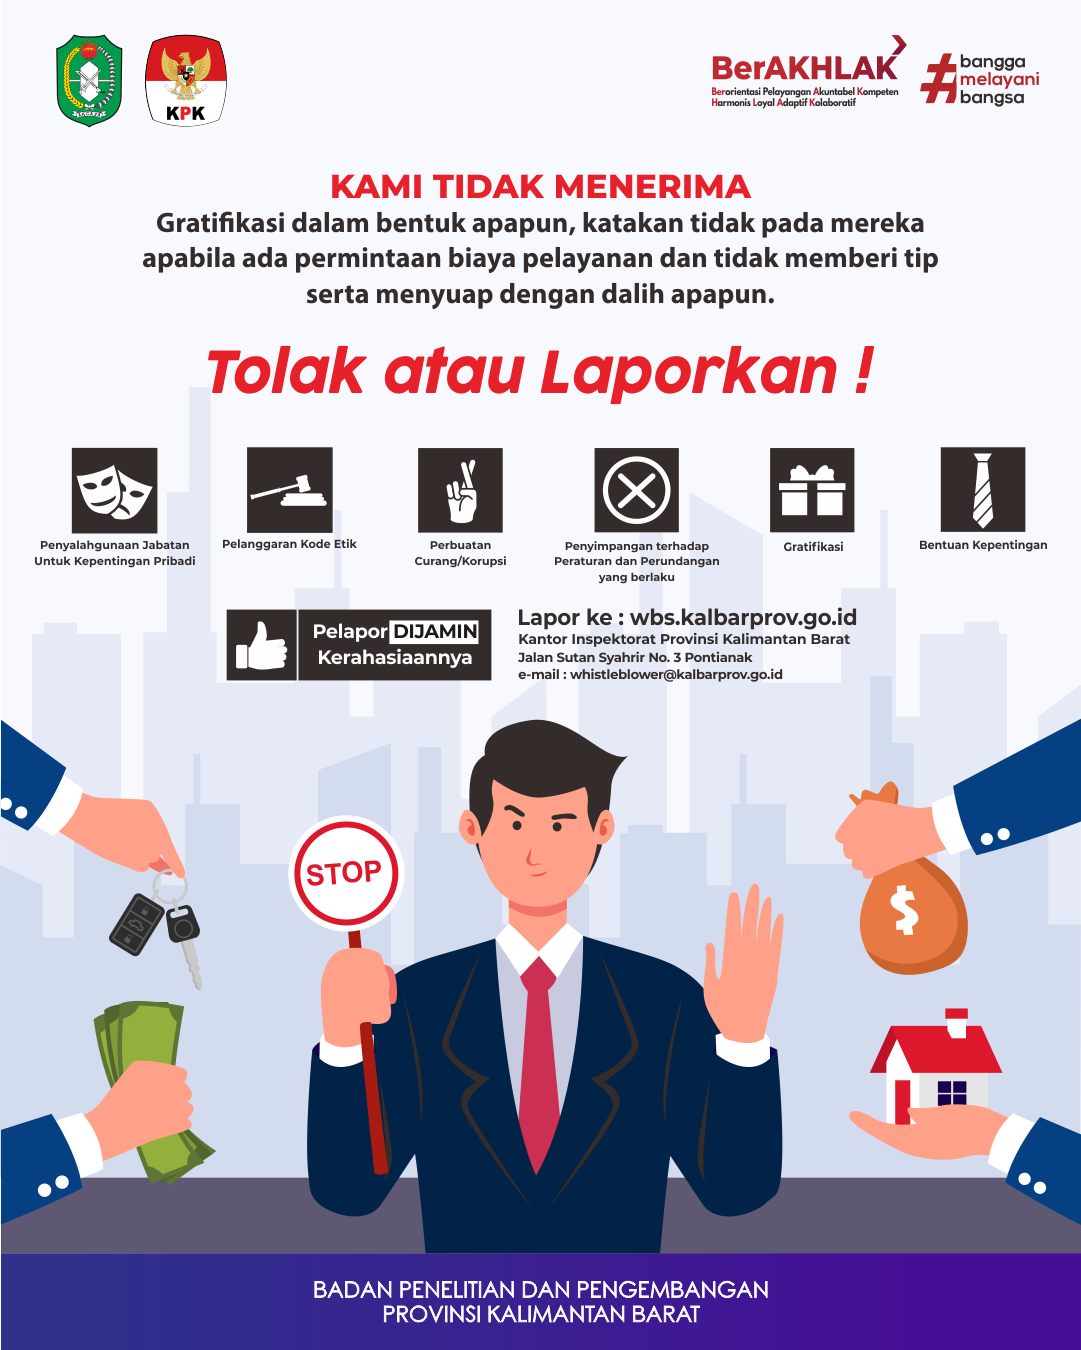 KPK
BerAKHLAK
Berorientasi Pelayangan Akuntabel Kompeten
Harmonis Loyal Adaptif Kolaboratif
#bangga
melayani
bangsa
KAMI TIDAK MENERIMA
Gratifikasi dalam bentuk apapun, katakan tidak pada mereka
apabila ada permintaan biaya pelayanan dan tidak memberi tip
serta menyuap dengan dalih apapun.
Tolak atau Laporkan !
Penyalahgunaan Jabatan
Untuk Kepentingan Pribadi
Pelanggaran Kode Etik
Perbuatan
Curang/Korupsi
Penyimpangan terhadap
Peraturan dan Perundangan
yang berlaku
Gratifikasi
Bentuan Kepentingan
Pelapor DIJAMIN
Kerahasiaannya
Lapor ke : wbs.kalbarprov.go.id
Kantor Inspektorat Provinsi Kalimantan Barat
Jalan Sutan Syahrir No. 3 Pontianak
e-mail : whistleblower@kalbarprov.go.id
STOP
$
BADAN PENELITIAN DAN PENGEMBANGAN
PROVINSI KALIMANTAN BARAT